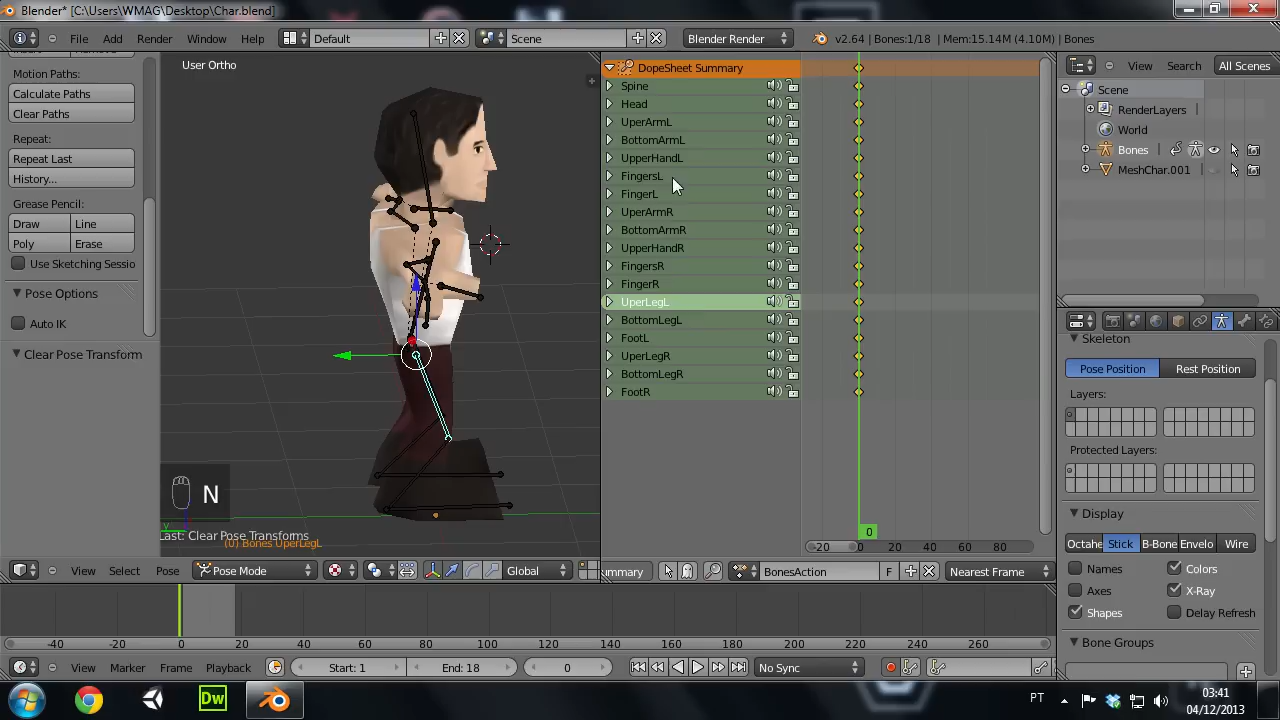 Blender* [C:\Users\WMAG\Desktop\Char.blend]
File Add Render Window Help
Default
Scene
Blender Render
v2.64 | Bones:1/18 | Mem:15.14M (4.10M) | Bones
Motion Paths:
Calculate Paths
Clear Paths
Repeat:
Repeat Last
History...
Grease Pencil:
Draw Line
Poly Erase
Use Sketching Sessio
Pose Options
Auto IK
Clear Pose Transform
User Ortho
N
Last: Clear Pose Transforms
(0) Bones UperLegL
View Select Pose
Pose Mode
Global
DopeSheet Summary
Spine
Head
UperArmL
BottomArmL
UpperHandL
FingersL
FingerL
UperArmR
BottomArmR
UpperHandR
FingersR
FingerR
UperLegL
BottomLegL
FootL
UperLegR
BottomLegR
FootR
0
-20 0 20 40 60 80
ummary
BonesAction
F
Nearest Frame
View Search All Scenes
Scene
RenderLayers
World
Bones
MeshChar.001
Skeleton
Pose Position Rest Position
Layers:
Protected Layers:
Display
Octahe Stick B-Bone Envelo Wire
Names Colors
Axes X-Ray
Shapes Delay Refresh
Bone Groups
-40 -20 0 20 40 60 80 100 120 140 160 180 200 220 240 260
View Marker Frame Playback
Start: 1
End: 18
0
No Sync
Dw
PT
03:41
04/12/2013